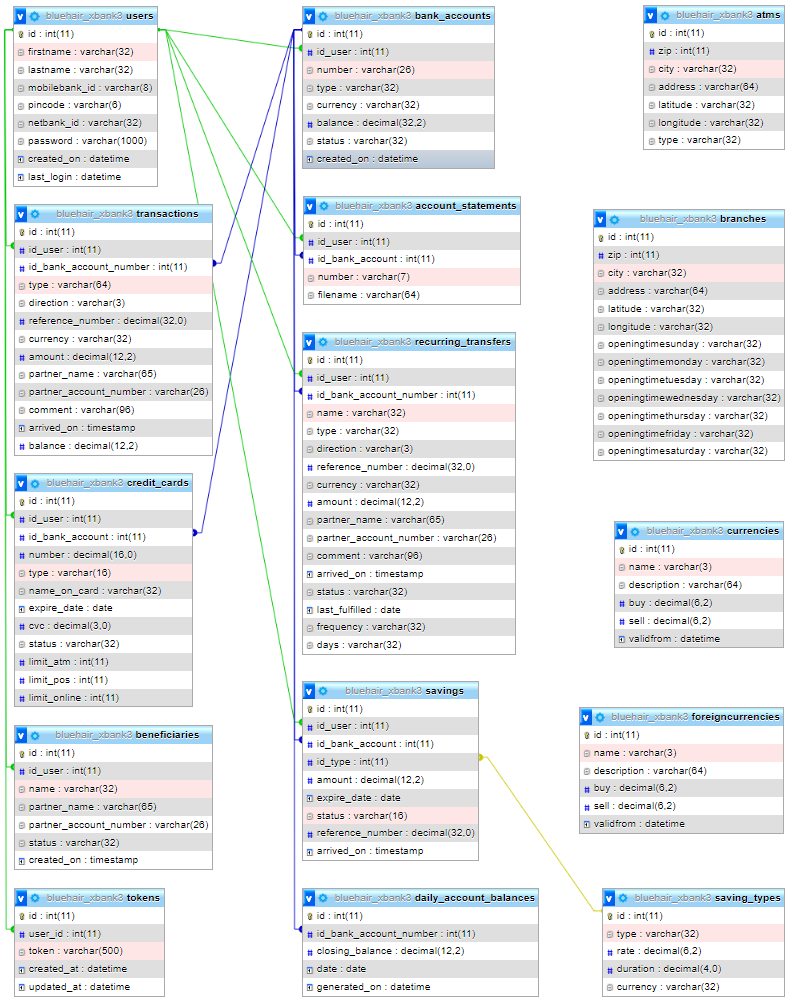 bluehair_xbank3 users
id : int(11)
firstname : varchar(32)
lastname : varchar(32)
mobilebank_id : varchar(8)
pincode : varchar(6)
netbank_id : varchar(32)
password : varchar(1000)
created_on : datetime
last_login : datetime
bluehair_xbank3 transactions
id : int(11)
id_user : int(11)
id_bank_account_number : int(11)
type : varchar(64)
direction : varchar(3)
reference_number : decimal(32,0)
currency : varchar(32)
amount : decimal(12,2)
partner_name : varchar(65)
partner_account_number : varchar(26)
comment : varchar(96)
arrived_on : timestamp
balance : decimal(12,2)
bluehair_xbank3 credit_cards
id : int(11)
id_user : int(11)
id_bank_account : int(11)
number : decimal(16,0)
type : varchar(16)
name_on_card : varchar(32)
expire_date : date
cvc : decimal(3,0)
status : varchar(32)
limit_atm : int(11)
limit_pos : int(11)
limit_online : int(11)
bluehair_xbank3 beneficiaries
id : int(11)
id_user : int(11)
name : varchar(32)
partner_name : varchar(65)
partner_account_number : varchar(26)
status : varchar(32)
created_on : timestamp
bluehair_xbank3 tokens
id : int(11)
user_id : int(11)
token : varchar(500)
created_at : datetime
updated_at : datetime
bluehair_xbank3 bank_accounts
id : int(11)
id_user : int(11)
number : varchar(26)
type : varchar(32)
currency : varchar(32)
balance : decimal(32,2)
status : varchar(32)
created_on : datetime
bluehair_xbank3 account_statements
id : int(11)
id_user : int(11)
id_bank_account : int(11)
number : varchar(7)
filename : varchar(64)
bluehair_xbank3 recurring_transfers
id : int(11)
id_user : int(11)
id_bank_account_number : int(11)
name : varchar(32)
type : varchar(32)
direction : varchar(3)
reference_number : decimal(32,0)
currency : varchar(32)
amount : decimal(12,2)
partner_name : varchar(65)
partner_account_number : varchar(26)
comment : varchar(96)
arrived_on : timestamp
status : varchar(32)
last_fulfilled : date
frequency : varchar(32)
days : varchar(32)
bluehair_xbank3 savings
id : int(11)
id_user : int(11)
id_bank_account : int(11)
id_type : int(11)
amount : decimal(12,2)
expire_date : date
status : varchar(16)
reference_number : decimal(32,0)
arrived_on : timestamp
bluehair_xbank3 daily_account_balances
id : int(11)
id_bank_account_number : int(11)
closing_balance : decimal(12,2)
date : date
generated_on : datetime
bluehair_xbank3 atms
id : int(11)
zip : int(11)
city : varchar(32)
address : varchar(64)
latitude : varchar(32)
longitude : varchar(32)
type : varchar(32)
bluehair_xbank3 branches
id : int(11)
zip : int(11)
city : varchar(32)
address : varchar(64)
latitude : varchar(32)
longitude : varchar(32)
openingtimesunday : varchar(32)
openingtimemonday : varchar(32)
openingtimetuesday : varchar(32)
openingtimewednesday : varchar(32)
openingtimethursday : varchar(32)
openingtimefriday : varchar(32)
openingtimesaturday : varchar(32)
bluehair_xbank3 currencies
id : int(11)
name : varchar(3)
description : varchar(64)
buy : decimal(6,2)
sell : decimal(6,2)
validfrom : datetime
bluehair_xbank3 foreigncurrencies
id : int(11)
name : varchar(3)
description : varchar(64)
buy : decimal(6,2)
sell : decimal(6,2)
validfrom : datetime
bluehair_xbank3 saving_types
id : int(11)
type : varchar(32)
rate : decimal(6,2)
duration : decimal(4,0)
currency : varchar(32)